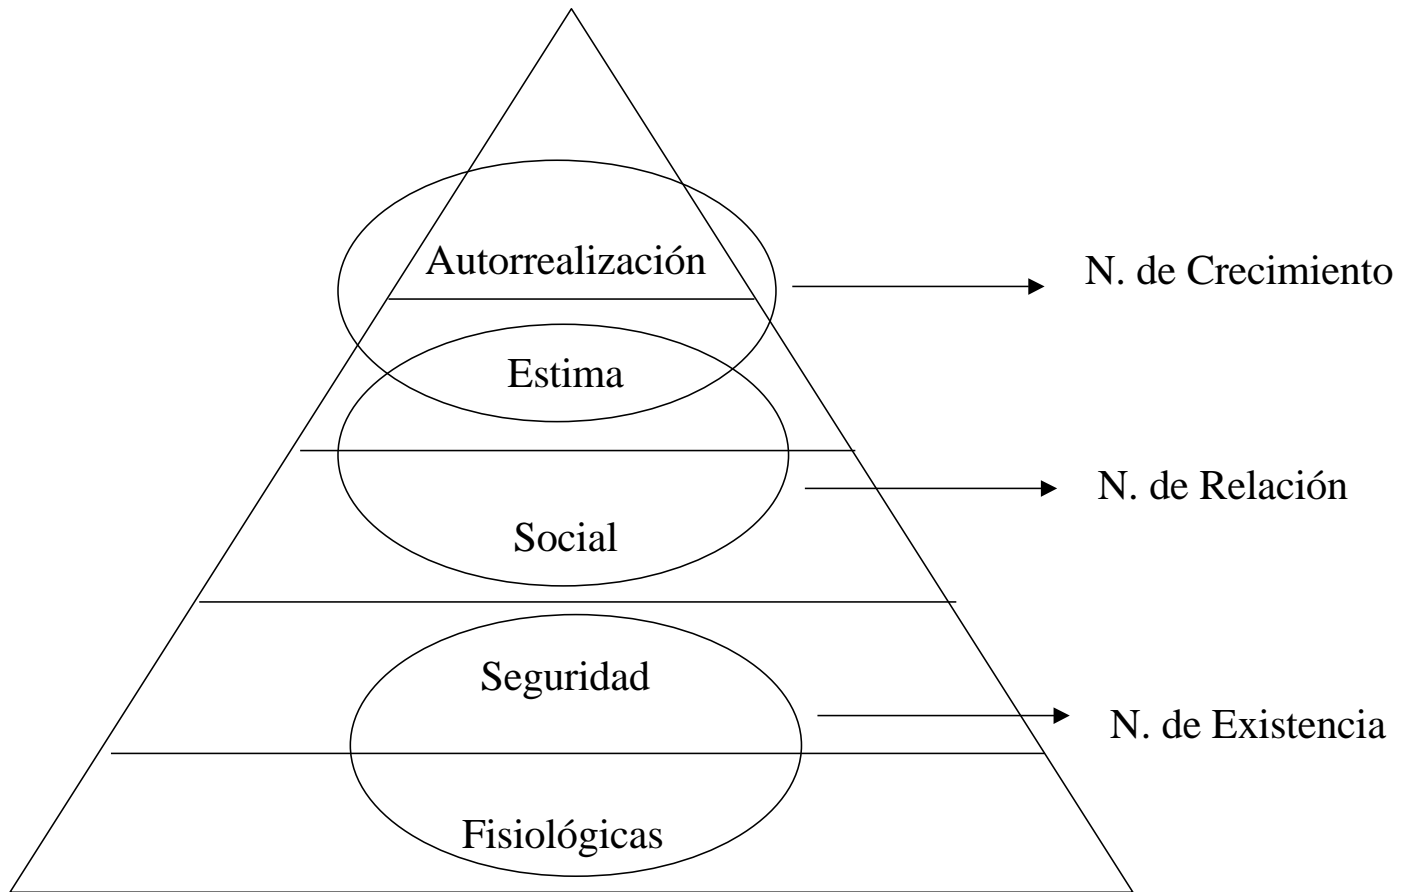 Autorrealización
N. de Crecimiento
Estima
N. de Relación
Social
Seguridad
N. de Existencia
Fisiológicas